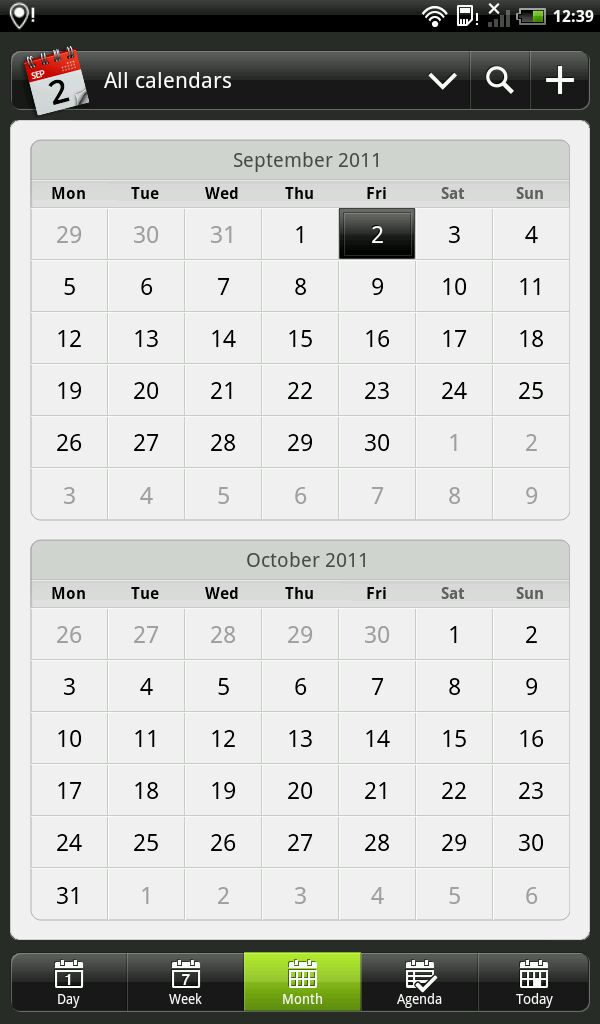 ! ! 12:39
SEP
2
All calendars
September 2011
Mon Tue Wed Thu Fri Sat Sun
29 30 31 1 2 3 4
5 6 7 8 9 10 11
12 13 14 15 16 17 18
19 20 21 22 23 24 25
26 27 28 29 30 1 2
3 4 5 6 7 8 9
October 2011
Mon Tue Wed Thu Fri Sat Sun
26 27 28 29 30 1 2
3 4 5 6 7 8 9
10 11 12 13 14 15 16
17 18 19 20 21 22 23
24 25 26 27 28 29 30
31 1 2 3 4 5 6
1 7
Day Week Month Agenda Today